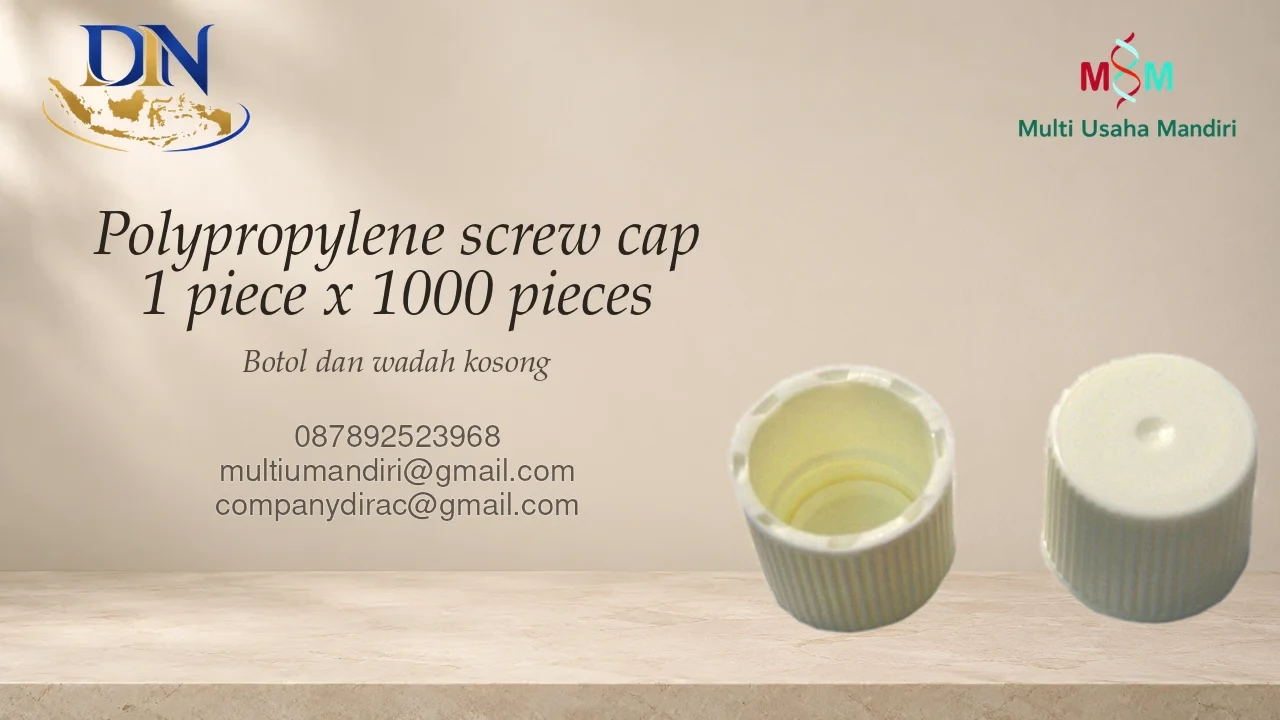 DIN
M M
Multi Usaha Mandiri
Polypropylene screw cap
1 piece x 1000 pieces
Botol dan wadah kosong
087892523968
multiumandiri@gmail.com
companydirac@gmail.com